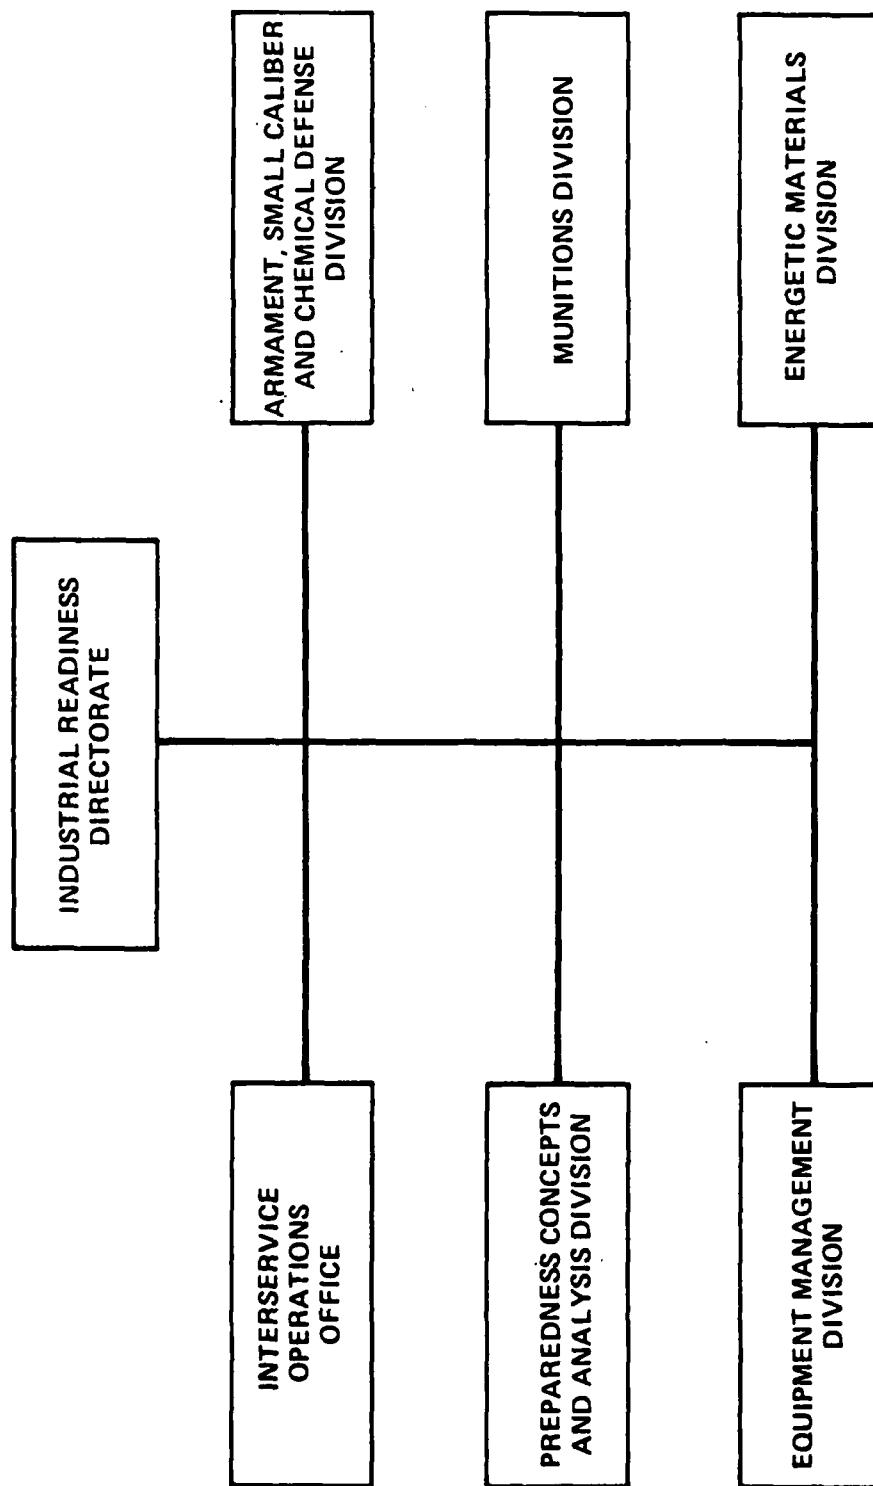 INDUSTRIAL READINESS
DIRECTORATE
INTERSERVICE
OPERATIONS
OFFICE
ARMAMENT, SMALL CALIBER
AND CHEMICAL DEFENSE
DIVISION
PREPAREDNESS CONCEPTS
AND ANALYSIS DIVISION
MUNITIONS DIVISION
EQUIPMENT MANAGEMENT
DIVISION
ENERGETIC MATERIALS
DIVISION